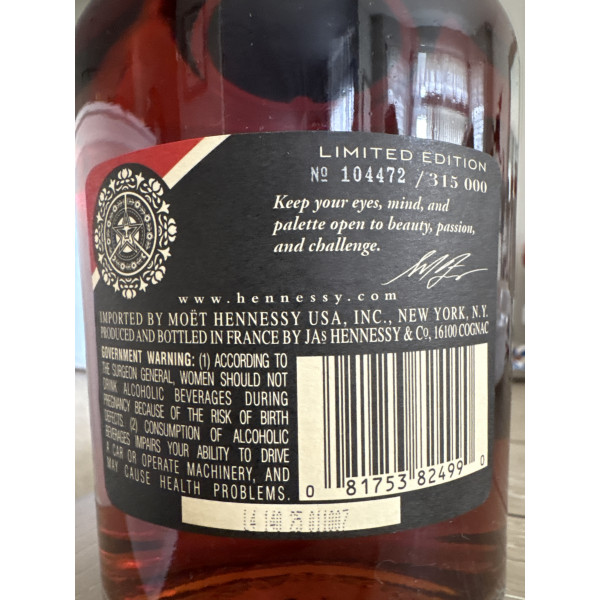 LIMITED EDITION
Nº 104472 / 315 000
Keep your eyes, mind, and
palette open to beauty, passion,
and challenge.
www.hennessy.com
IMPORTED BY MOËT HENNESSY USA, INC., NEW YORK, N.Y.
PRODUCED AND BOTTLED IN FRANCE BY JAS HENNESSY & Co, 16100 COGNAC
GOVERNMENT WARNING: (1) ACCORDING TO
THE SURGEON GENERAL, WOMEN SHOULD NOT
DRINK ALCOHOLIC BEVERAGES DURING
PREGNANCY BECAUSE OF THE RISK OF BIRTH
DEFECTS. (2) CONSUMPTION OF ALCOHOLIC
BEVERAGES IMPAIRS YOUR ABILITY TO DRIVE
A CAR OR OPERATE MACHINERY, AND
MAY CAUSE HEALTH PROBLEMS.
0 81753 82499 0